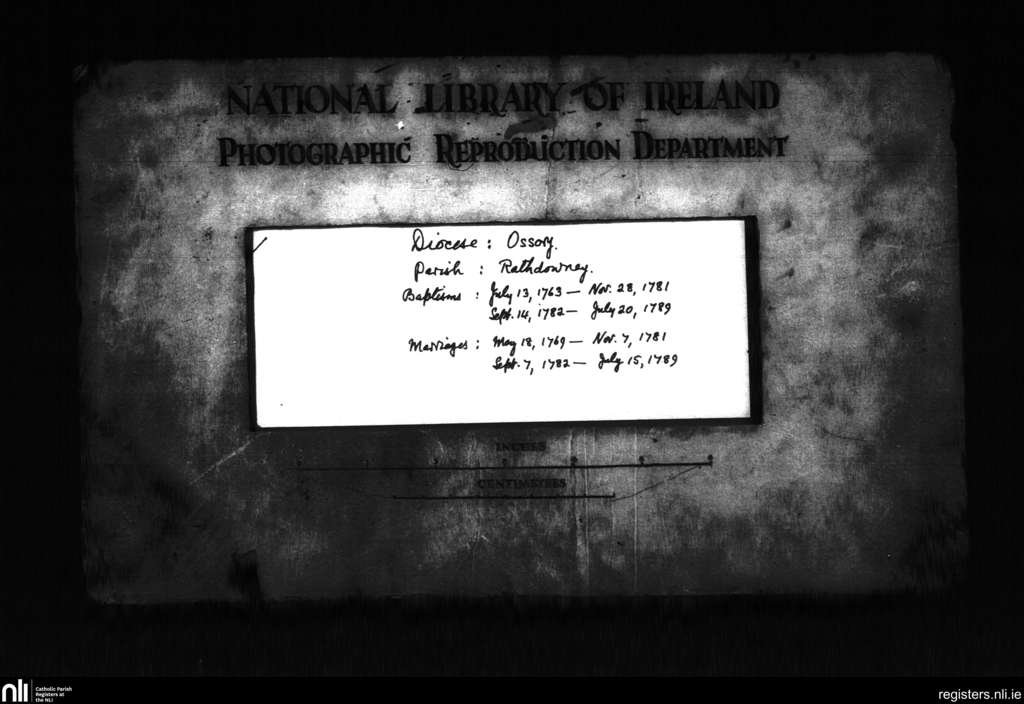 NATIONAL LIBRARY OF IRELAND
PHOTOGRAPHIC REPRODUCTION DEPARTMENT
Diocese : Ossory.
Parish : Rathdowney.
Baptisms : July 13, 1763 — Nov. 28, 1781
Sept. 14, 1782 — July 20, 1789
Marriages : May 18, 1769 — Nov. 7, 1781
Sept. 7, 1782 — July 15, 1789
INCHES
CENTIMETRES
nli
Catholic Parish
Registers at
the NLI
registers.nli.ie